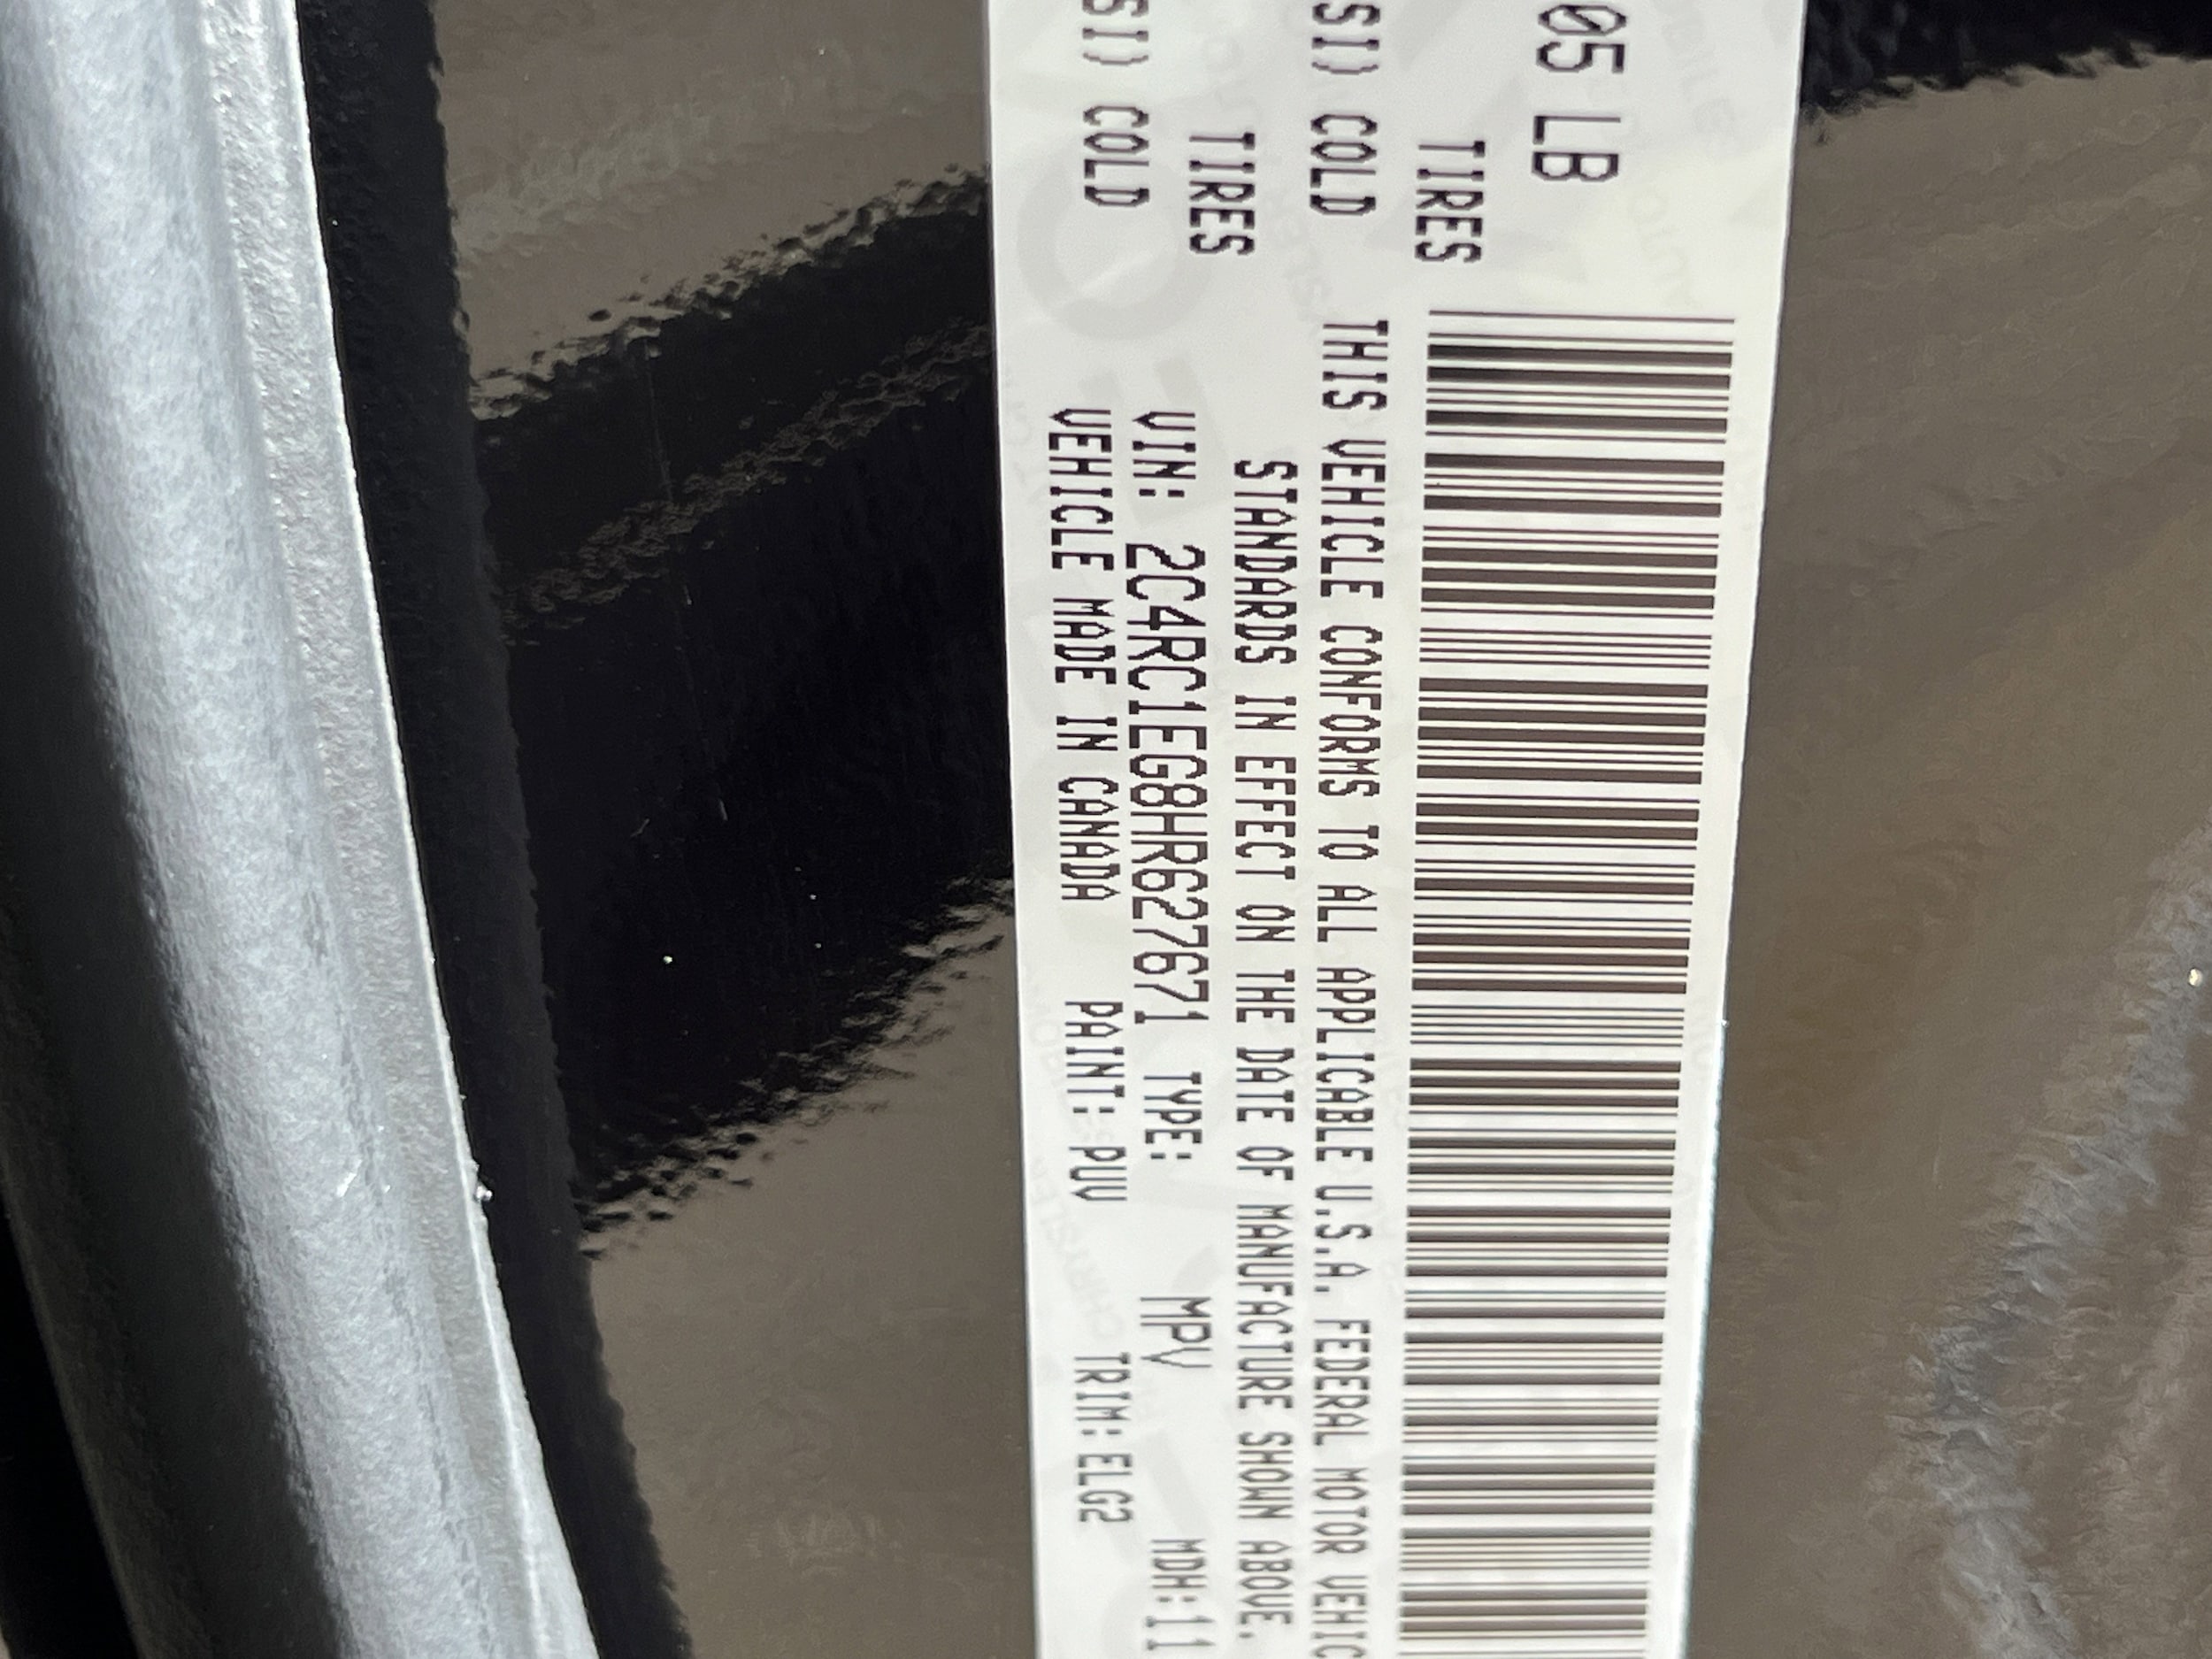 05 LB
TIRES
SI) COLD
TIRES
SI) COLD
THIS VEHICLE CONFORMS TO ALL APPLICABLE U.S.A. FEDERAL MOTOR VEHIC
STANDARDS IN EFFECT ON THE DATE OF MANUFACTURE SHOWN ABOVE.
VIN: 2C4RC1EG8HR627671 TYPE: MPV MDH:11
VEHICLE MADE IN CANADA PAINT: PUV TRIM: ELG2